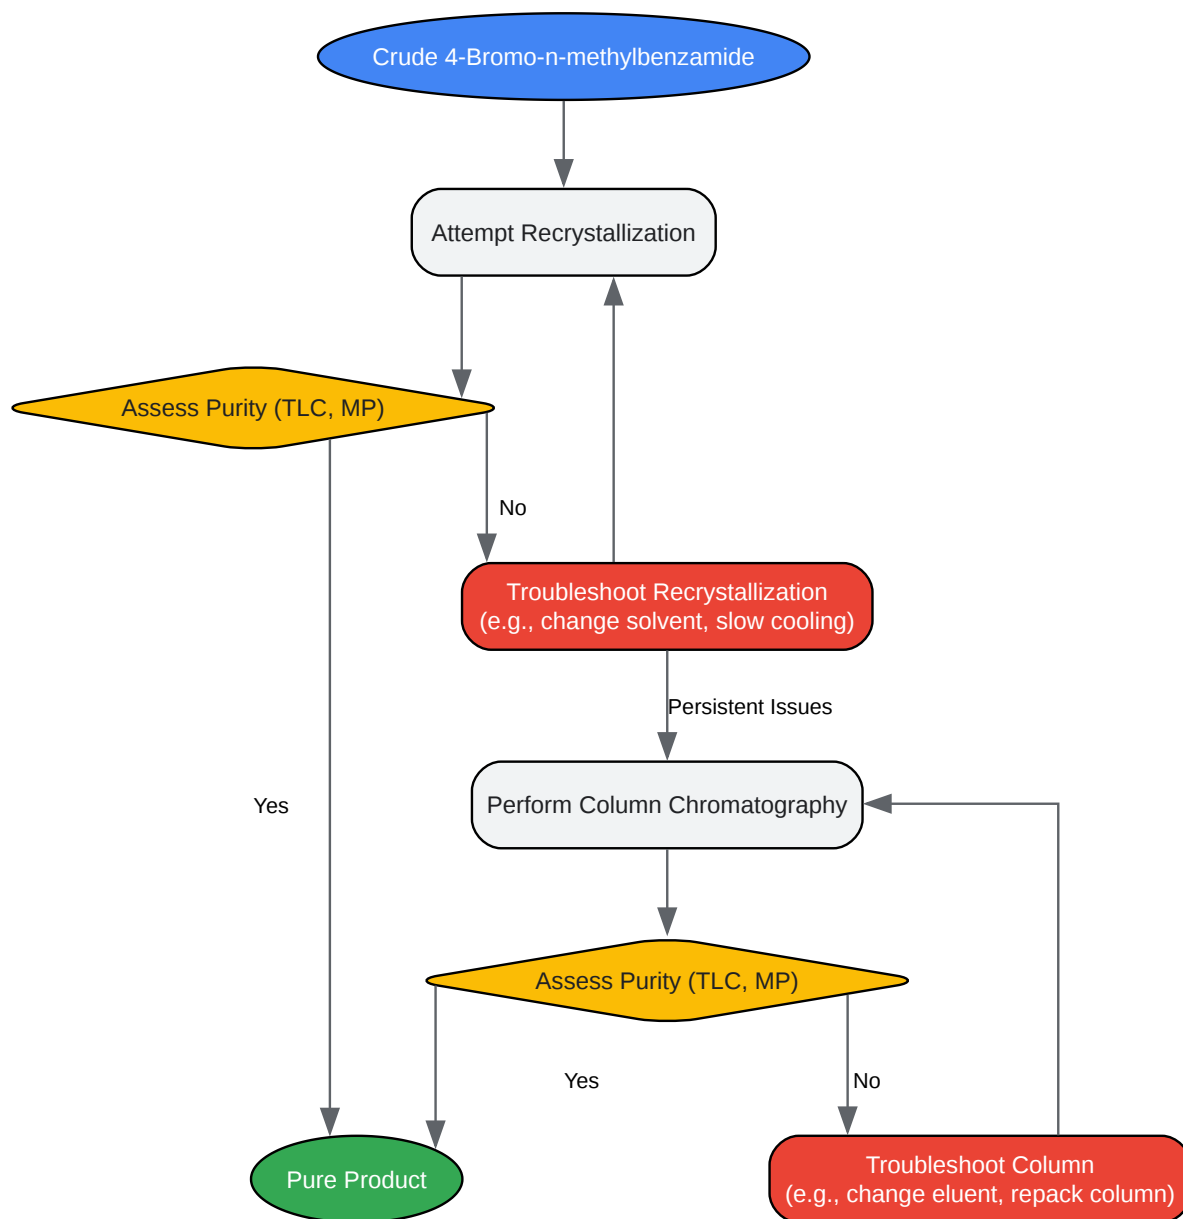 Crude 4-Bromo-n-methylbenzamide
Attempt Recrystallization
Assess Purity (TLC, MP)
No
Troubleshoot Recrystallization
(e.g., change solvent, slow cooling)
Persistent Issues
Yes
Perform Column Chromatography
Assess Purity (TLC, MP)
Yes
No
Pure Product
Troubleshoot Column
(e.g., change eluent, repack column)